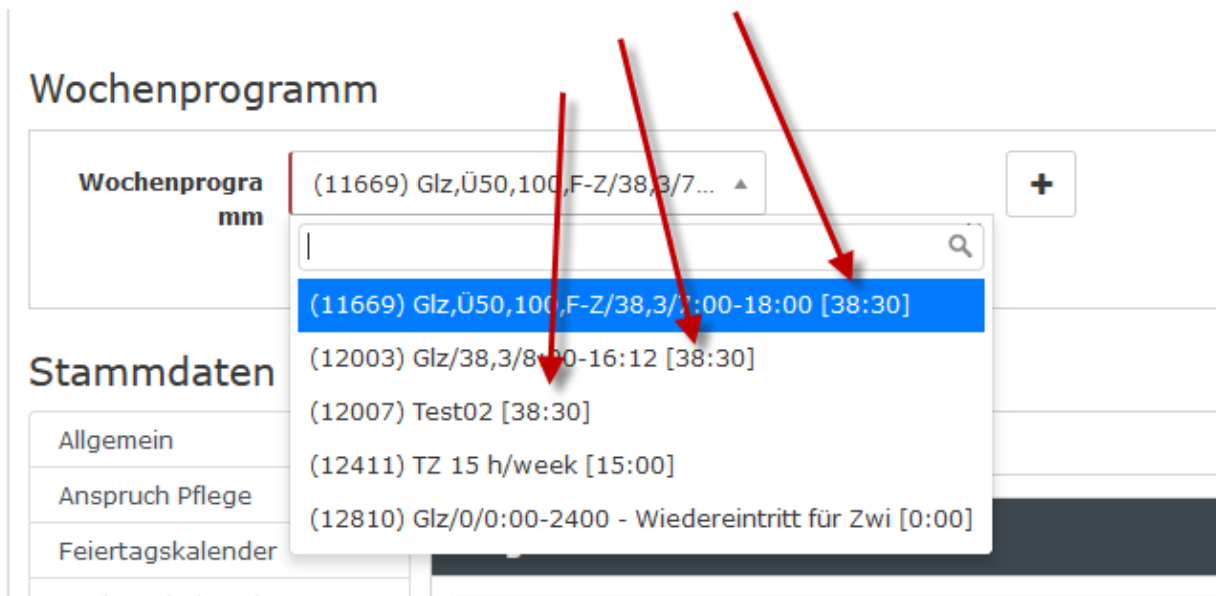 Wochenprogramm
Wochenprogra
mm
(11669) Glz,Ü50,100,F-Z/38,3/7...
(11669) Glz,Ü50,100,F-Z/38,3/7:00-18:00 [38:30]
(12003) Glz/38,3/8:00-16:12 [38:30]
(12007) Test02 [38:30]
(12411) TZ 15 h/week [15:00]
(12810) Glz/0/0:00-2400 - Wiedereintritt für Zwi [0:00]
Stammdaten
Allgemein
Anspruch Pflege
Feiertagskalender